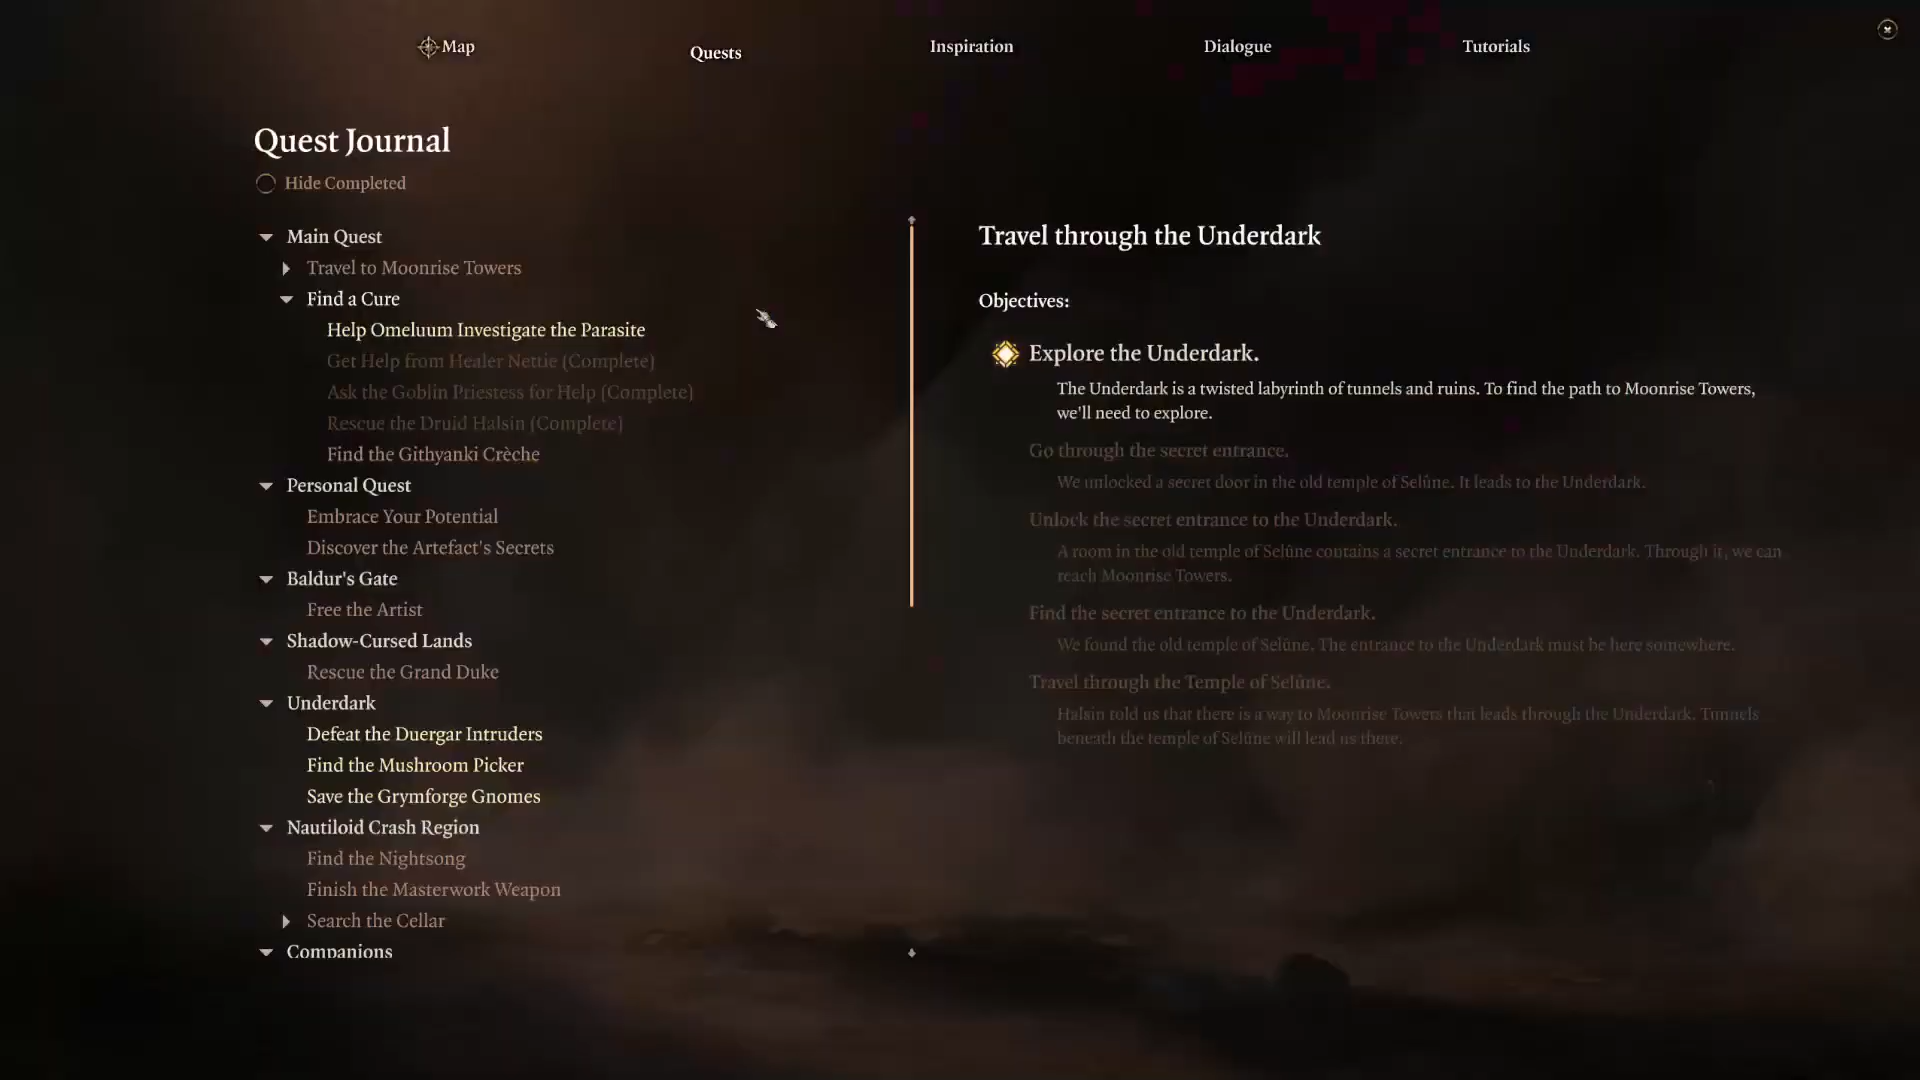 Map
Quests
Inspiration
Dialogue
Tutorials
Quest Journal
Hide Completed
Main Quest
Travel to Moonrise Towers
Find a Cure
Help Omeluum Investigate the Parasite
Get Help from Healer Nettie (Complete)
Ask the Goblin Priestess for Help (Complete)
Rescue the Druid Halsin (Complete)
Find the Githyanki Crèche
Personal Quest
Embrace Your Potential
Discover the Artefact's Secrets
Baldur's Gate
Free the Artist
Shadow-Cursed Lands
Rescue the Grand Duke
Underdark
Defeat the Duergar Intruders
Find the Mushroom Picker
Save the Grymforge Gnomes
Nautiloid Crash Region
Find the Nightsong
Finish the Masterwork Weapon
Search the Cellar
Companions
Travel through the Underdark
Objectives:
Explore the Underdark.
The Underdark is a twisted labyrinth of tunnels and ruins. To find the path to Moonrise Towers,
we'll need to explore.
Go through the secret entrance.
We unlocked a secret door in the old temple of Selûne. It leads to the Underdark.
Unlock the secret entrance to the Underdark.
A room in the old temple of Selûne contains a secret entrance to the Underdark. Through it, we can
reach Moonrise Towers.
Find the secret entrance to the Underdark.
We found the old temple of Selûne. The entrance to the Underdark must be here somewhere.
Travel through the Temple of Selûne.
Halsin told us that there is a way to Moonrise Towers that leads through the Underdark. Tunnels
beneath the temple of Selûne will lead us there.